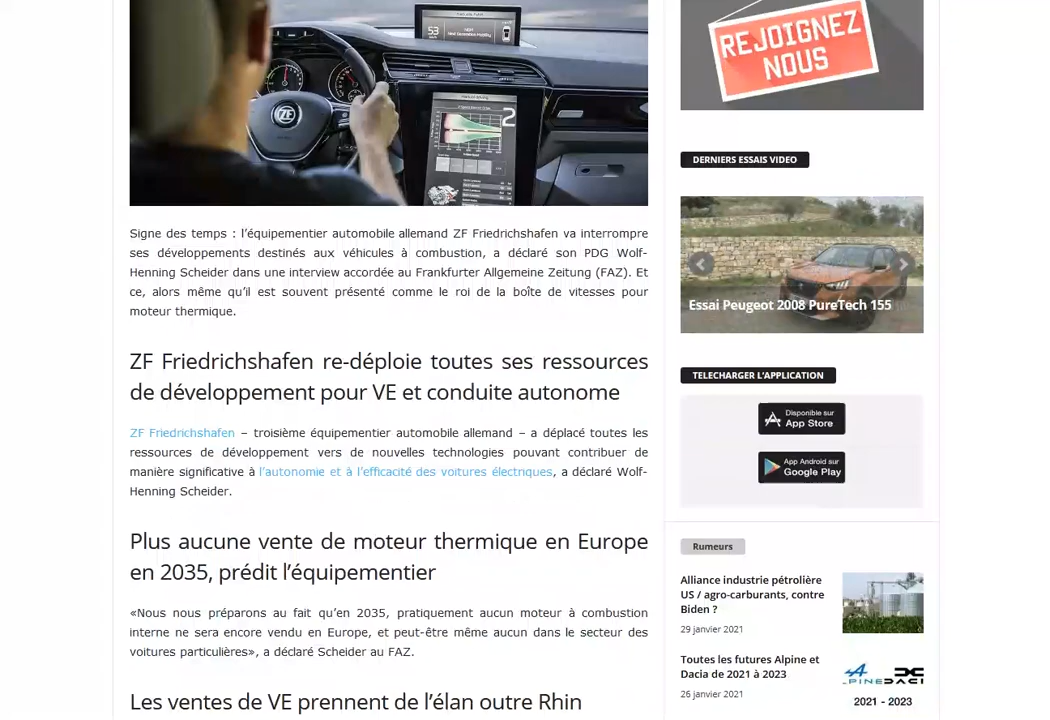 53
2
REJOIGNEZ
NOUS
DERNIERS ESSAIS VIDEO
Essai Peugeot 2008 PureTech 155
TELECHARGER L'APPLICATION
Disponible sur
App Store
App Android sur
Google Play
Signe des temps : l'équipementier automobile allemand ZF Friedrichshafen va interrompre
ses développements destinés aux véhicules à combustion, a déclaré son PDG Wolf-
Henning Scheider dans une interview accordée au Frankfurter Allgemeine Zeitung (FAZ). Et
ce, alors même qu'il est souvent présenté comme le roi de la boîte de vitesses pour
moteur thermique.
ZF Friedrichshafen re-déploie toutes ses ressources
de développement pour VE et conduite autonome
ZF Friedrichshafen – troisième équipementier automobile allemand – a déplacé toutes les
ressources de développement vers de nouvelles technologies pouvant contribuer de
manière significative à l'autonomie et à l'efficacité des voitures électriques, a déclaré Wolf-
Henning Scheider.
Plus aucune vente de moteur thermique en Europe
en 2035, prédit l'équipementier
«Nous nous préparons au fait qu'en 2035, pratiquement aucun moteur à combustion
interne ne sera encore vendu en Europe, et peut-être même aucun dans le secteur des
voitures particulières», a déclaré Scheider au FAZ.
Les ventes de VE prennent de l'élan outre Rhin
Rumeurs
Alliance industrie pétrolière
US / agro-carburants, contre
Biden ?
29 janvier 2021
Toutes les futures Alpine et
Dacia de 2021 à 2023
26 janvier 2021
2021 - 2023